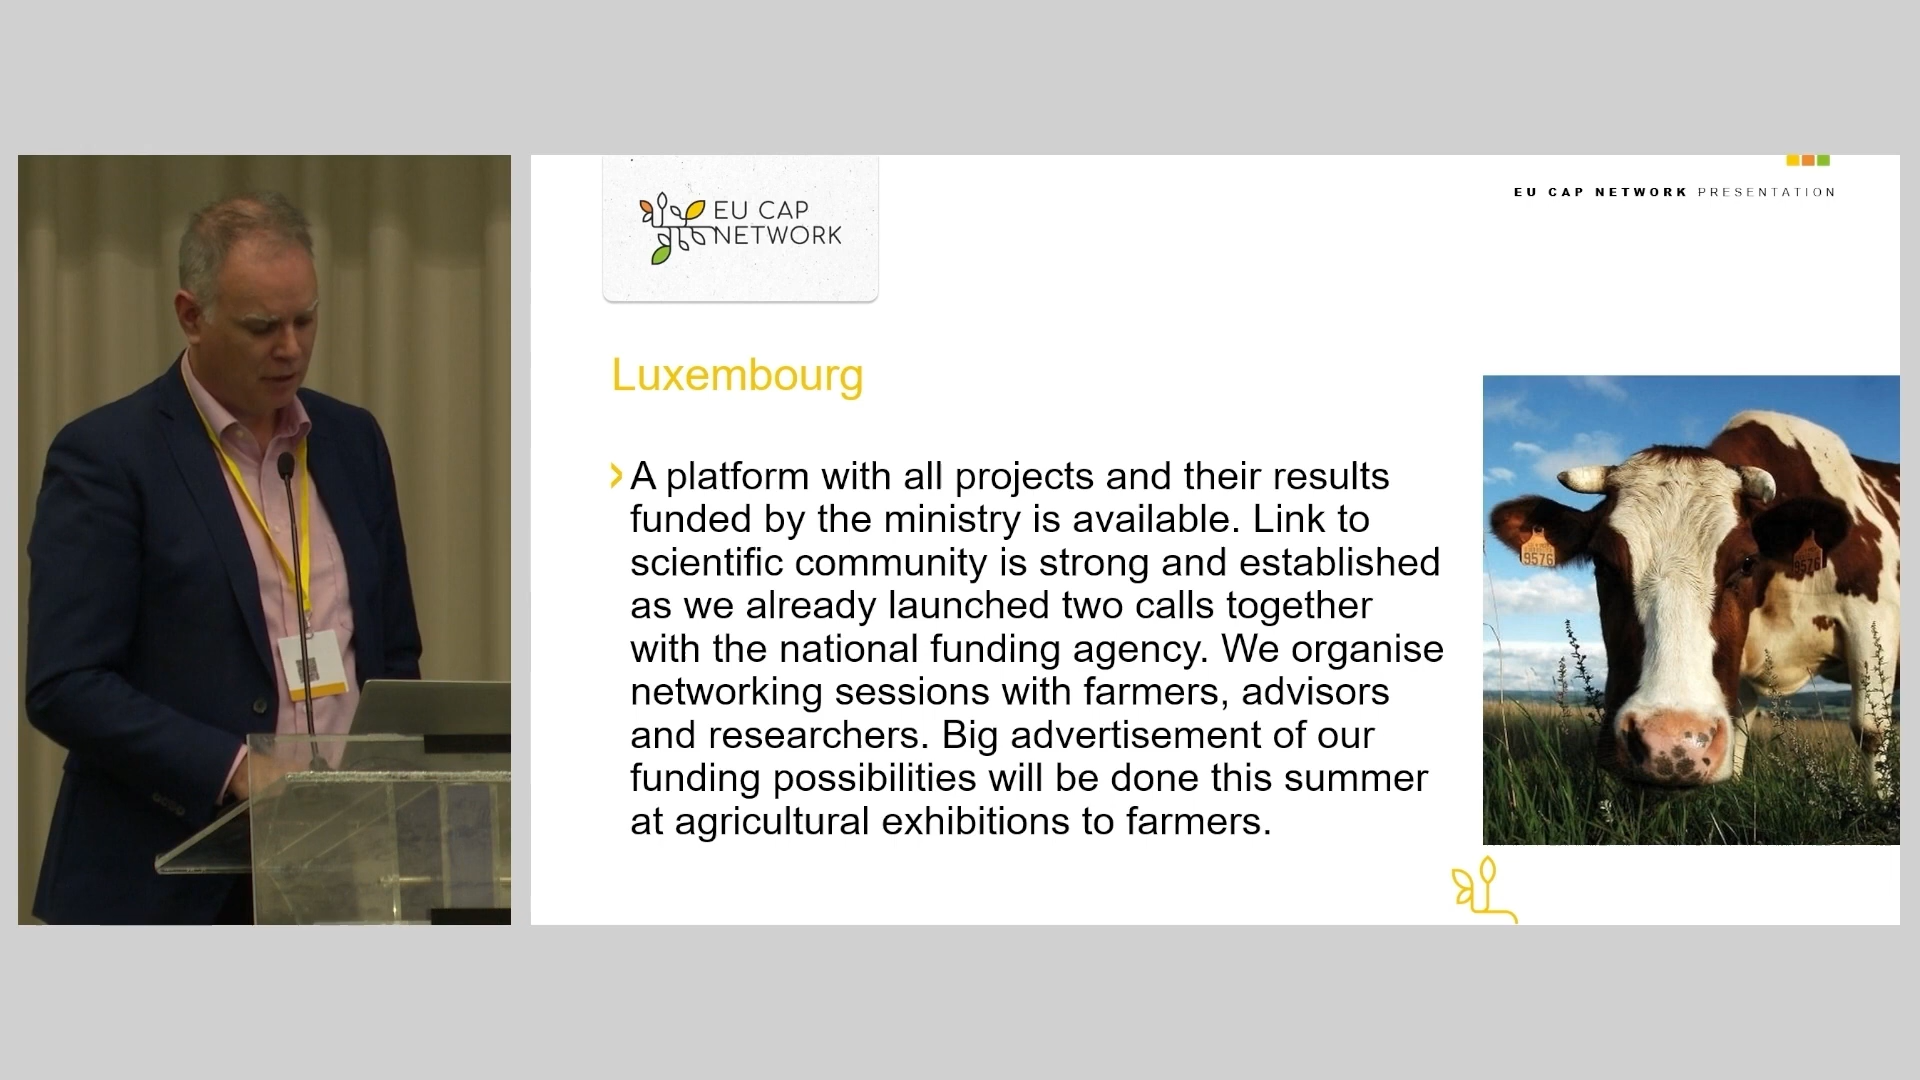 EU CAP
NETWORK
EU CAP NETWORK PRESENTATION
Luxembourg
A platform with all projects and their results
funded by the ministry is available. Link to
scientific community is strong and established
as we already launched two calls together
with the national funding agency. We organise
networking sessions with farmers, advisors
and researchers. Big advertisement of our
funding possibilities will be done this summer
at agricultural exhibitions to farmers.
9576
9576